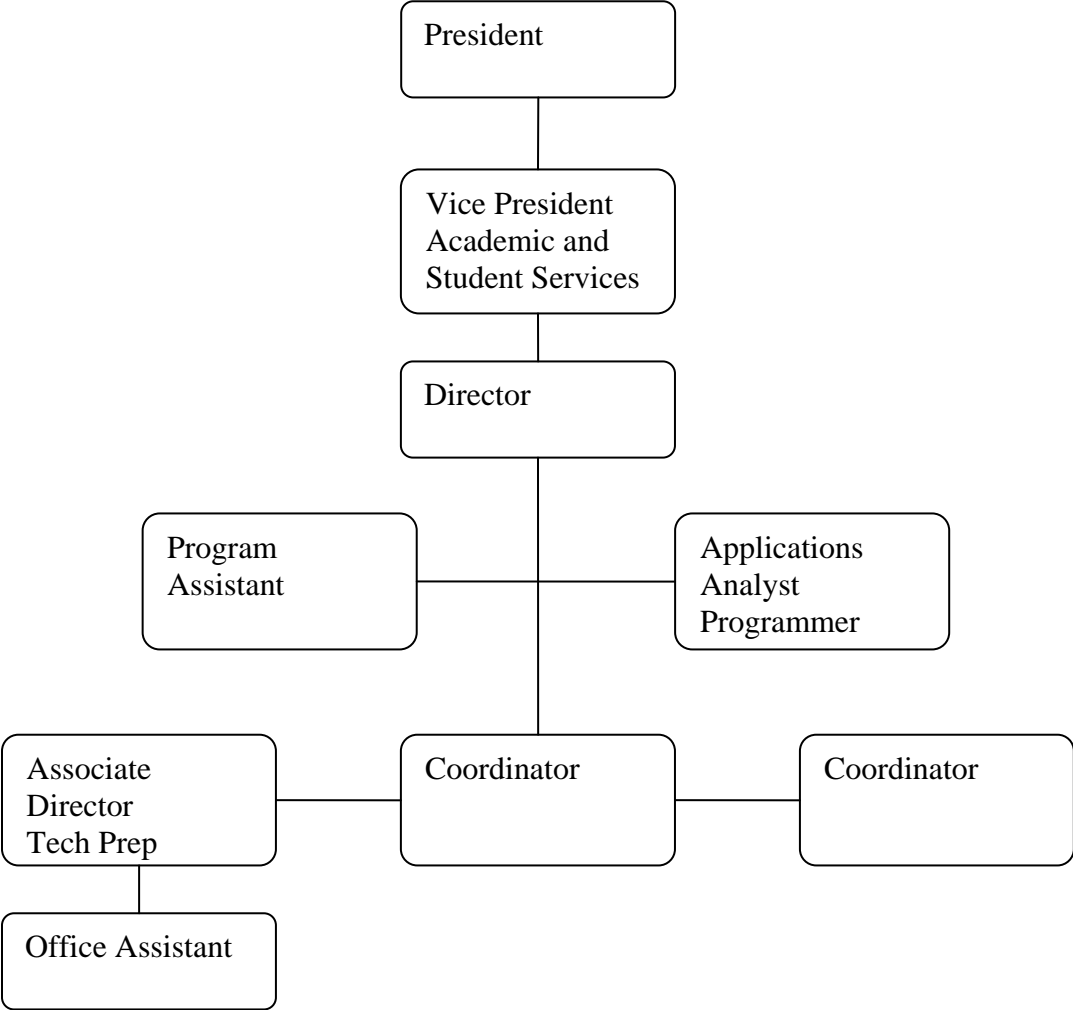 President
Vice President
Academic and
Student Services
Director
Program
Assistant
Applications
Analyst
Programmer
Associate
Director
Tech Prep
Coordinator
Coordinator
Office Assistant